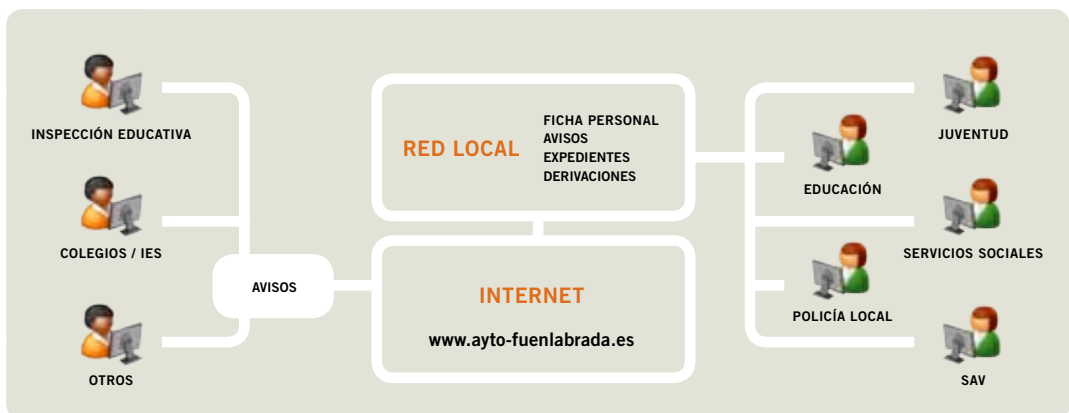 INSPECCIÓN EDUCATIVA
COLEGIOS / IES
OTROS
AVISOS
RED LOCAL
FICHA PERSONAL
AVISOS
EXPEDIENTES
DERIVACIONES
INTERNET
www.ayto-fuenlabrada.es
EDUCACIÓN
POLICÍA LOCAL
JUVENTUD
SERVICIOS SOCIALES
SAV